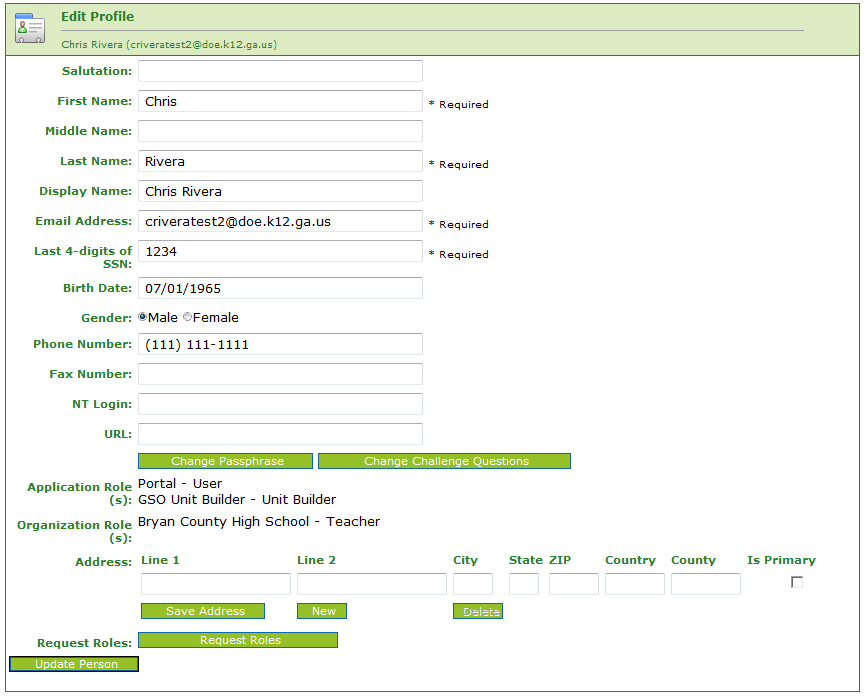 Edit Profile
Chris Rivera (criveratest2@doe.k12.ga.us)
Salutation:
First Name: Chris * Required
Middle Name:
Last Name: Rivera * Required
Display Name: Chris Rivera
Email Address: criveratest2@doe.k12.ga.us * Required
Last 4-digits of 1234 * Required
SSN:
Birth Date: 07/01/1965
Gender: Male Female
Phone Number: (111) 111-1111
Fax Number:
NT Login:
URL:
Change Passphrase Change Challenge Questions
Application Role Portal - User
(s): GSO Unit Builder - Unit Builder
Organization Role Bryan County High School - Teacher
(s):
Address: Line 1 Line 2 City State ZIP Country County Is Primary
Save Address New Delete
Request Roles: Request Roles
Update Person